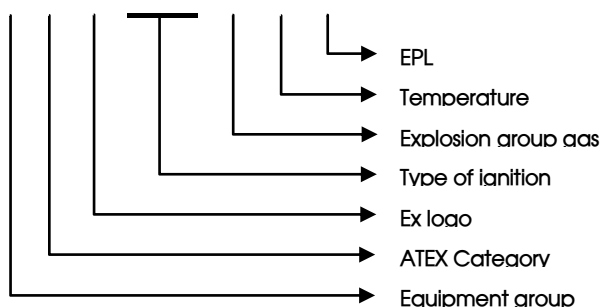 EPL
Temperature
Explosion group gas
Type of ignition
Ex logo
ATEX Category
Equipment group